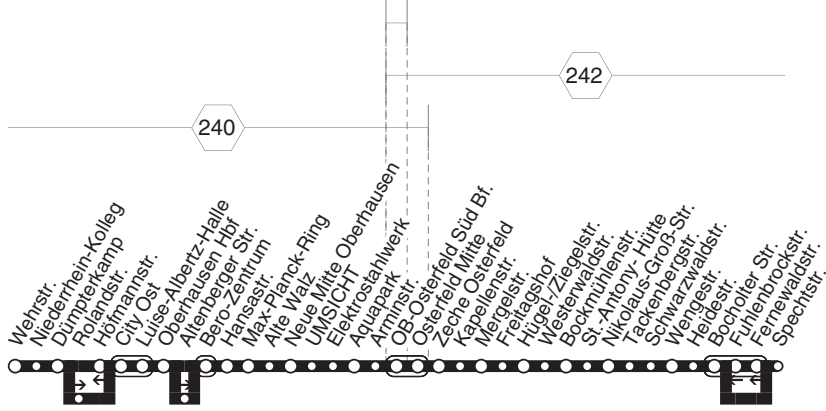 242
240
Wehrstr.
Niederrhein-Kolleg
Dümpterkamp
Rolandstr.
Hofmannstr.
City Ost
Luise-Albertz-Halle
Oberhausen Hbf
Altenberger Str.
Bero-Zentrum
Hansastr.
Max-Planck-Ring
Alte Walz
Neue Mitte Oberhausen
UMSICHT
Elektrostahlwerk
Aquapark
Arminstr.
OB-Osterfeld Süd Bf.
Osterfeld Mitte
Zeche Osterfeld
Kapellenstr.
Mergelstr.
Freitagshof
Hügel-/Ziegelstr.
Westerwaldstr.
Bockmühlenstr.
St.-Antony- Hütte
Nikolaus-Groß-Str.
Tackenbergstr.
Schwarzwaldstr.
Wengestr.
Heidestr.
Bocholter Str.
Fuhlenbrockstr.
Fernewaldstr.
Spechtstr.